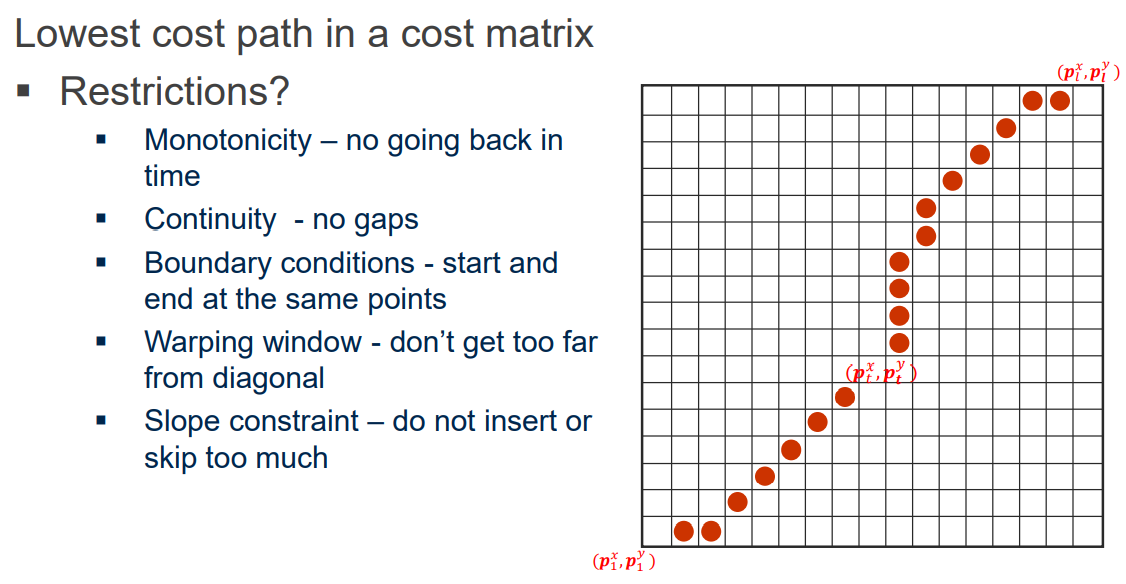 Lowest cost path in a cost matrix
▪ Restrictions?
▪ Monotonicity – no going back in
time
▪ Continuity  - no gaps
▪ Boundary conditions - start and
end at the same points
▪ Warping window - don’t get too far
from diagonal
▪ Slope constraint – do not insert or
skip too much
(p_l^x, p_l^y)
(p_t^x, p_t^y)
(p_1^x, p_1^y)